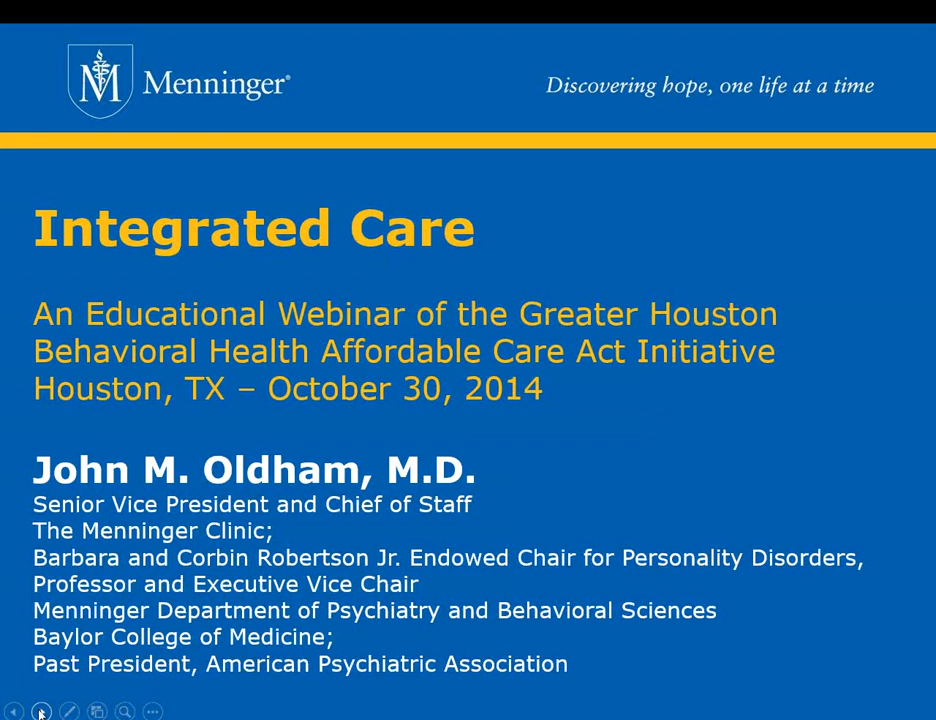 M Menninger® Discovering hope, one life at a time
Integrated Care
An Educational Webinar of the Greater Houston
Behavioral Health Affordable Care Act Initiative
Houston, TX – October 30, 2014
John M. Oldham, M.D.
Senior Vice President and Chief of Staff
The Menninger Clinic;
Barbara and Corbin Robertson Jr. Endowed Chair for Personality Disorders,
Professor and Executive Vice Chair
Menninger Department of Psychiatry and Behavioral Sciences
Baylor College of Medicine;
Past President, American Psychiatric Association